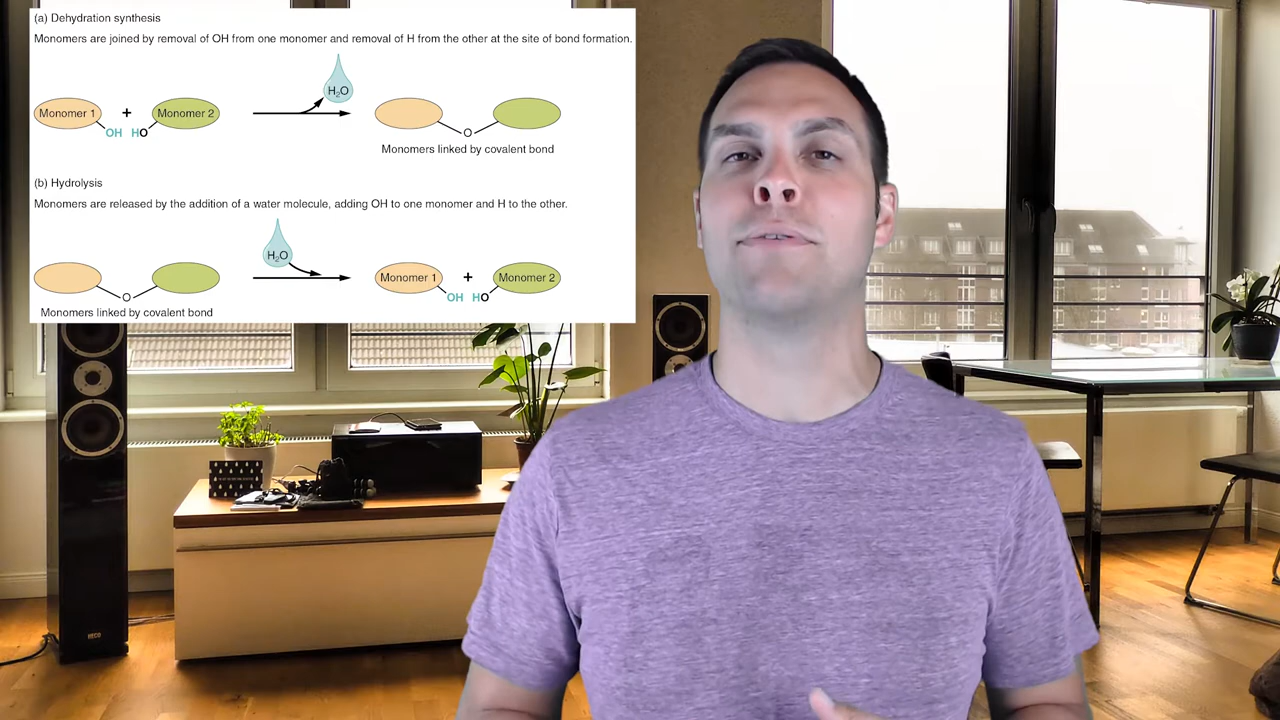 (a) Dehydration synthesis
Monomers are joined by removal of OH from one monomer and removal of H from the other at the site of bond formation.
H₂O
Monomer 1 + Monomer 2
OH HO
O
Monomers linked by covalent bond
(b) Hydrolysis
Monomers are released by the addition of a water molecule, adding OH to one monomer and H to the other.
H₂O
Monomer 1 + Monomer 2
OH HO
O
Monomers linked by covalent bond
HECO